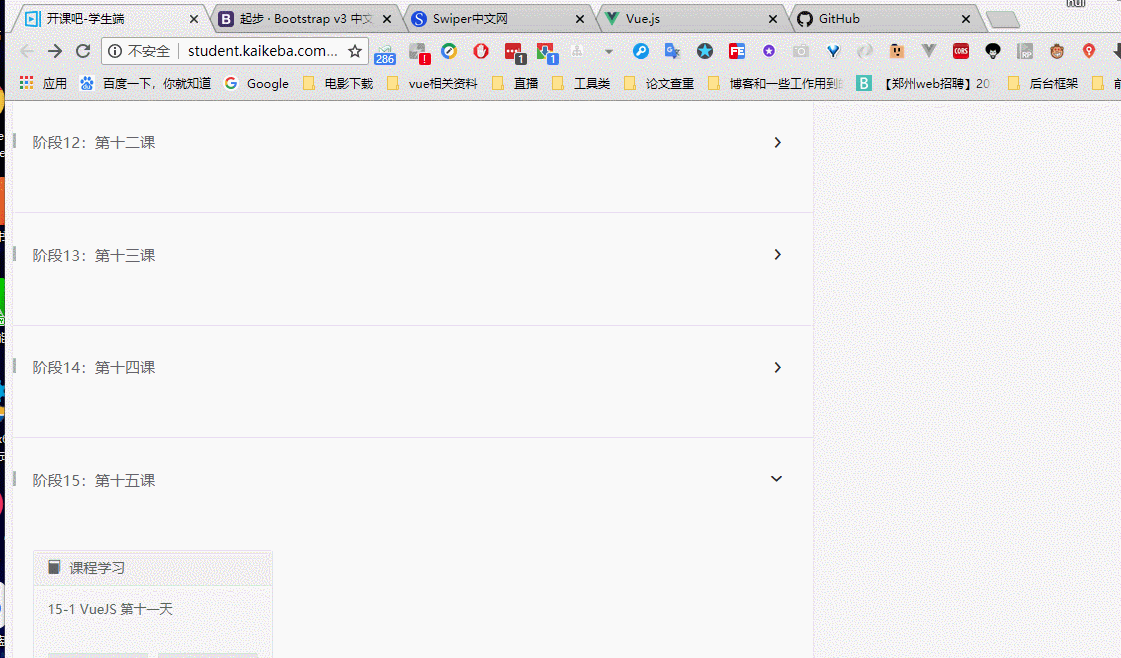 开课吧-学生端
起步 · Bootstrap v3 中文
Swiper中文网
Vue.js
GitHub
不安全 student.kaikeba.com...
286
1
1
FE
CORS
RP
应用 百度一下，你就知道 Google 电影下载 vue相关资料 直播 工具类 论文查重 博客和一些工作用到 【郑州web招聘】20 后台框架
阶段12：第十二课
阶段13：第十三课
阶段14：第十四课
阶段15：第十五课
课程学习
15-1 VueJS 第十一天